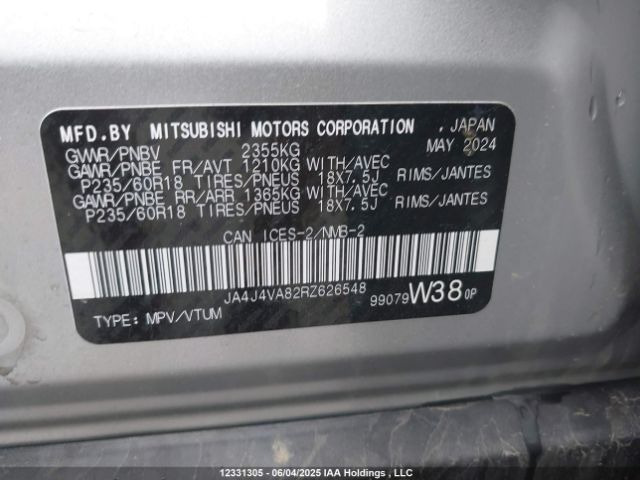 MFD.BY MITSUBISHI MOTORS CORPORATION , JAPAN
GVWR/PNBV 2355KG MAY 2024
GAWR/PNBE FR/AVT 1210KG WITH/AVEC
P235/60R18 TIRES/PNEUS 18X7.5J RIMS/JANTES
GAWR/PNBE RR/ARR 1365KG WITH/AVEC
P235/60R18 TIRES/PNEUS 18X7.5J RIMS/JANTES
CAN ICES-2/NMB-2
JA4J4VA82RZ626548
99079 W38 0P
TYPE: MPV/VTUM
12331305 - 06/04/2025 IAA Holdings , LLC